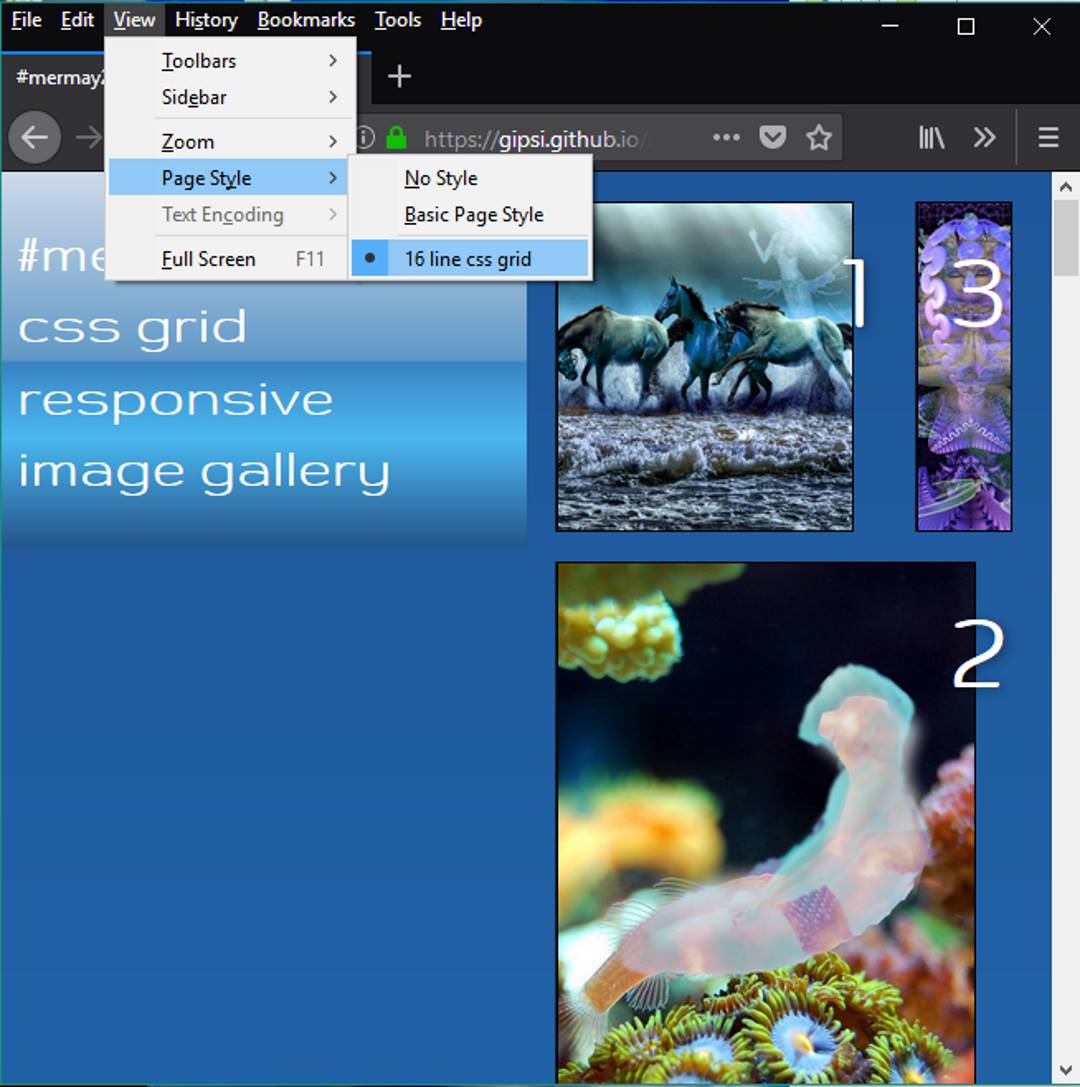 File Edit View History Bookmarks Tools Help
#mermay
Toolbars
Sidebar
Zoom
Page Style
Text Encoding
Full Screen F11
https://gipsi.github.io/
No Style
Basic Page Style
16 line css grid
#me
css grid
responsive
image gallery
1
3
2